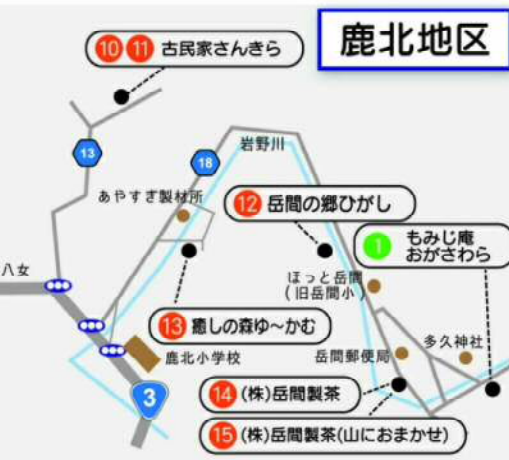 鹿北地区
10 11 古民家さんきら
13
18
岩野川
あやすぎ製材所
12 岳間の郷ひがし
1 もみじ庵
おがさわら
八女
ほっと岳間
(旧岳間小)
13 癒しの森ゆ〜かむ
多久神社
岳間郵便局
鹿北小学校
3
14 (株)岳間製茶
15 (株)岳間製茶(山におまかせ)